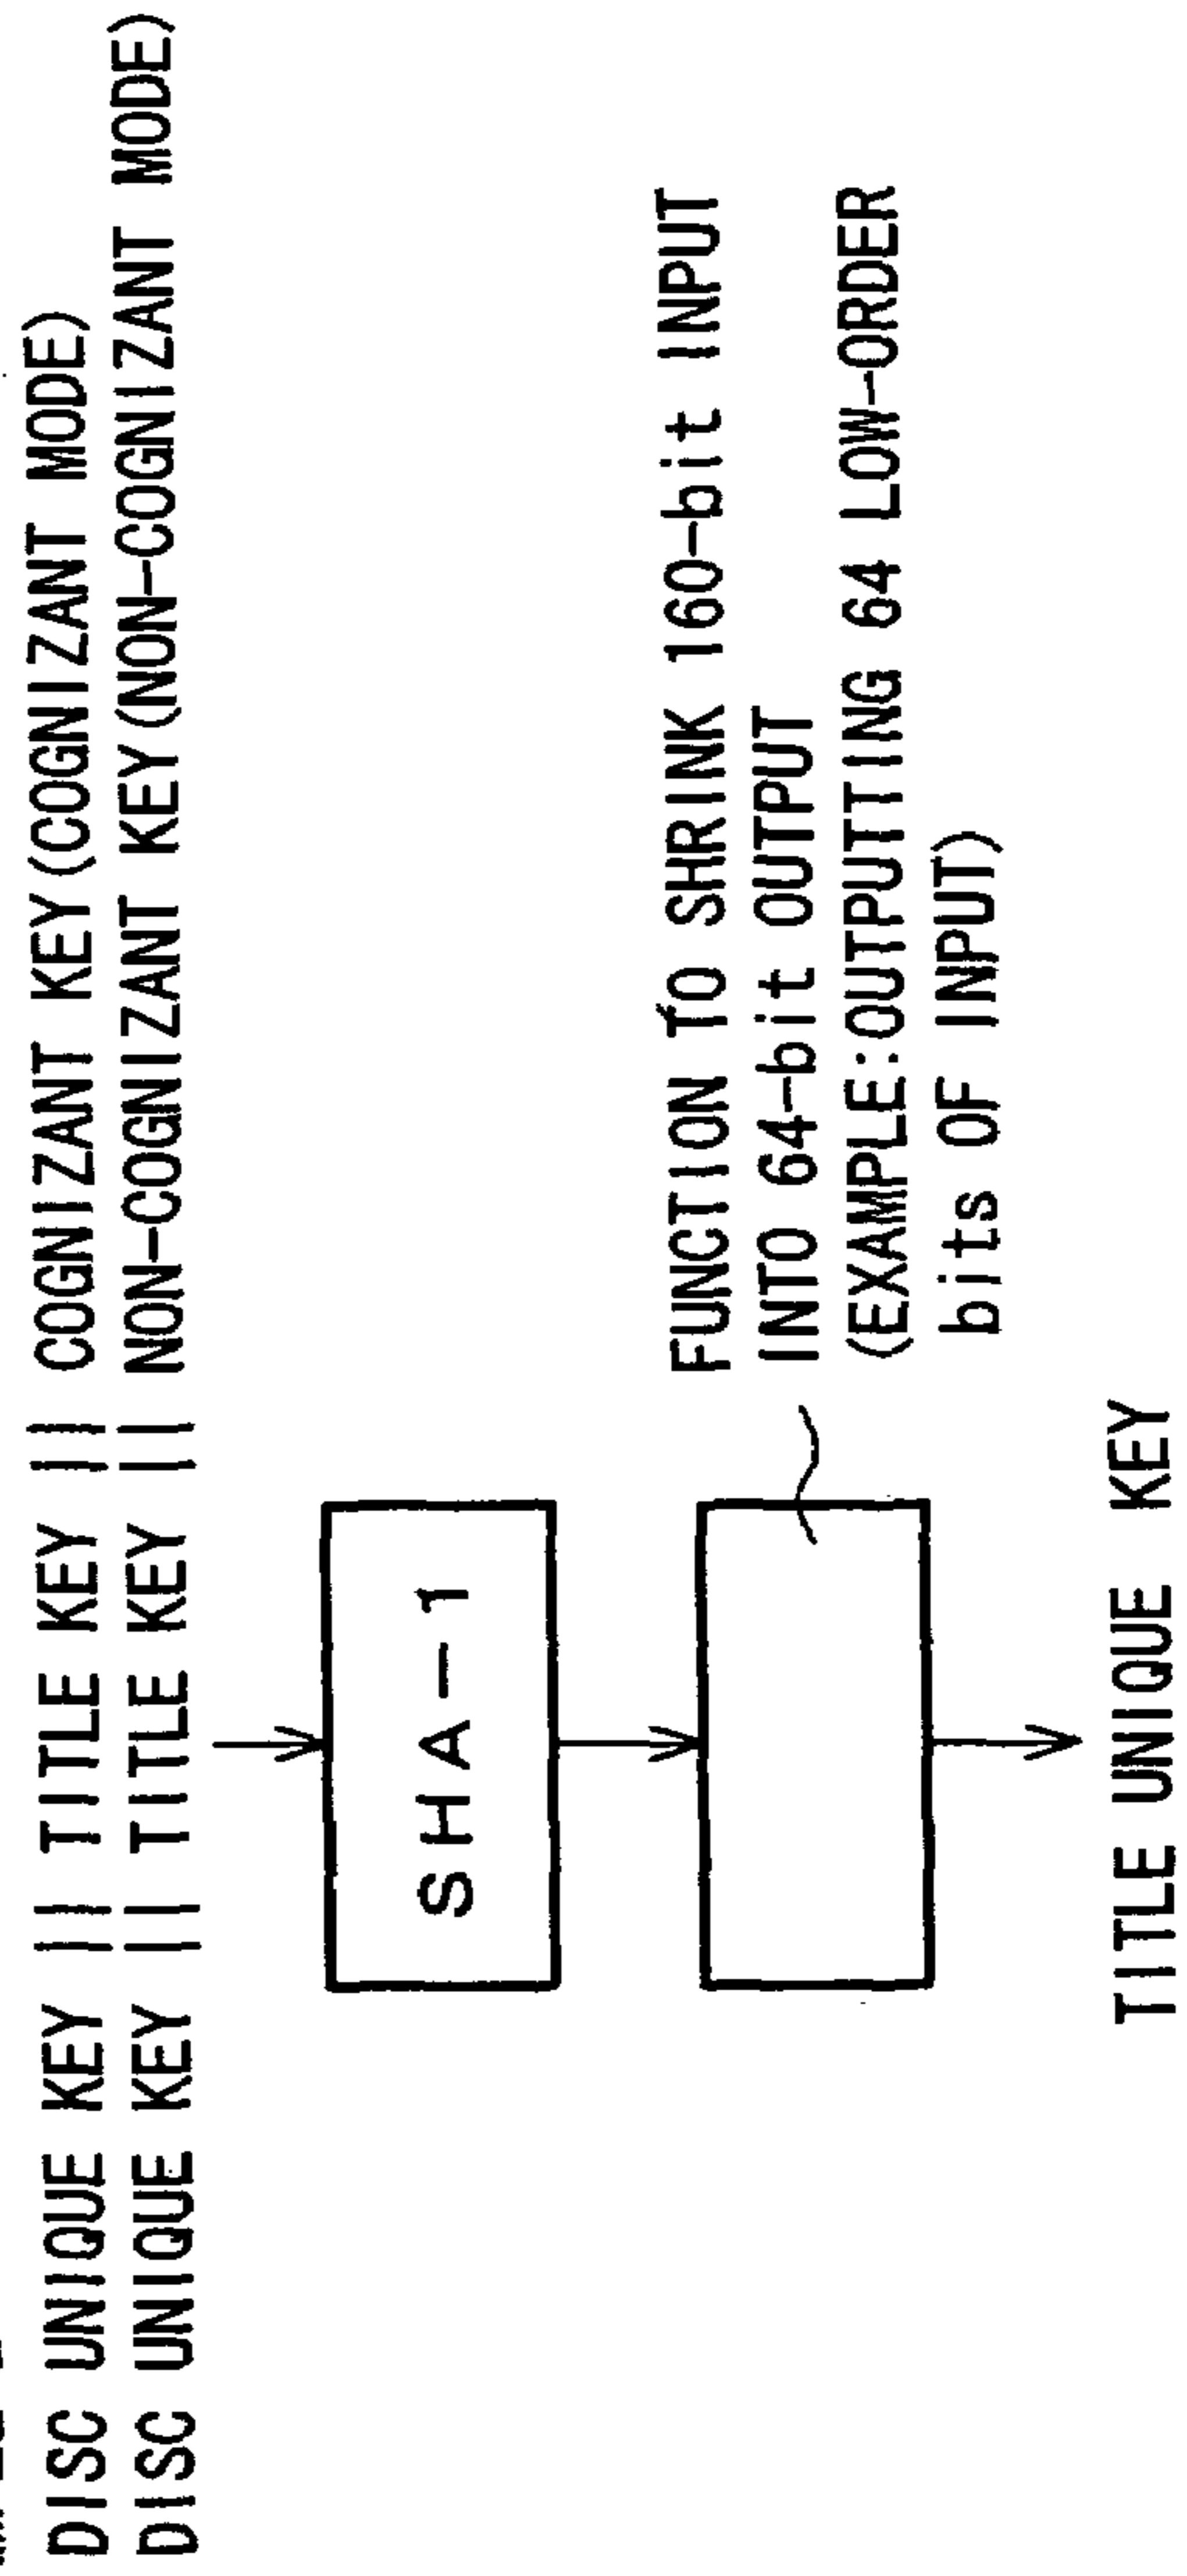 DISC UNIQUE KEY || TITLE KEY || COGNIZANT KEY(COGNIZANT MODE)
DISC UNIQUE KEY || TITLE KEY || NON-COGNIZANT KEY(NON-COGNIZANT MODE)
SHA-1
FUNCTION TO SHRINK 160-bit INPUT
INTO 64-bit OUTPUT
(EXAMPLE:OUTPUTTING 64 LOW-ORDER
bits OF INPUT)
TITLE UNIQUE KEY